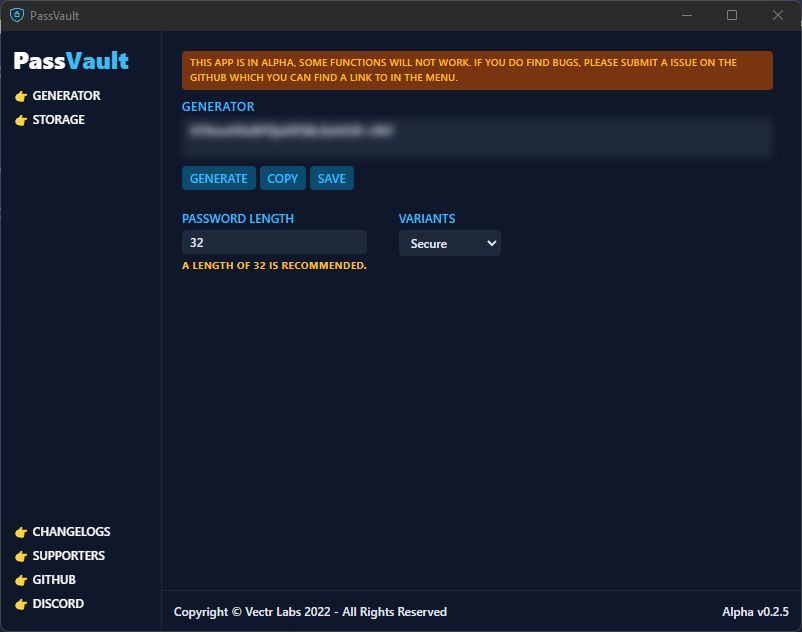 PassVault
PassVault
GENERATOR
STORAGE
THIS APP IS IN ALPHA, SOME FUNCTIONS WILL NOT WORK. IF YOU DO FIND BUGS, PLEASE SUBMIT A ISSUE ON THE
GITHUB WHICH YOU CAN FIND A LINK TO IN THE MENU.
GENERATOR
GENERATE COPY SAVE
PASSWORD LENGTH VARIANTS
32 Secure
A LENGTH OF 32 IS RECOMMENDED.
CHANGELOGS
SUPPORTERS
GITHUB
DISCORD
Copyright © Vectr Labs 2022 - All Rights Reserved Alpha v0.2.5